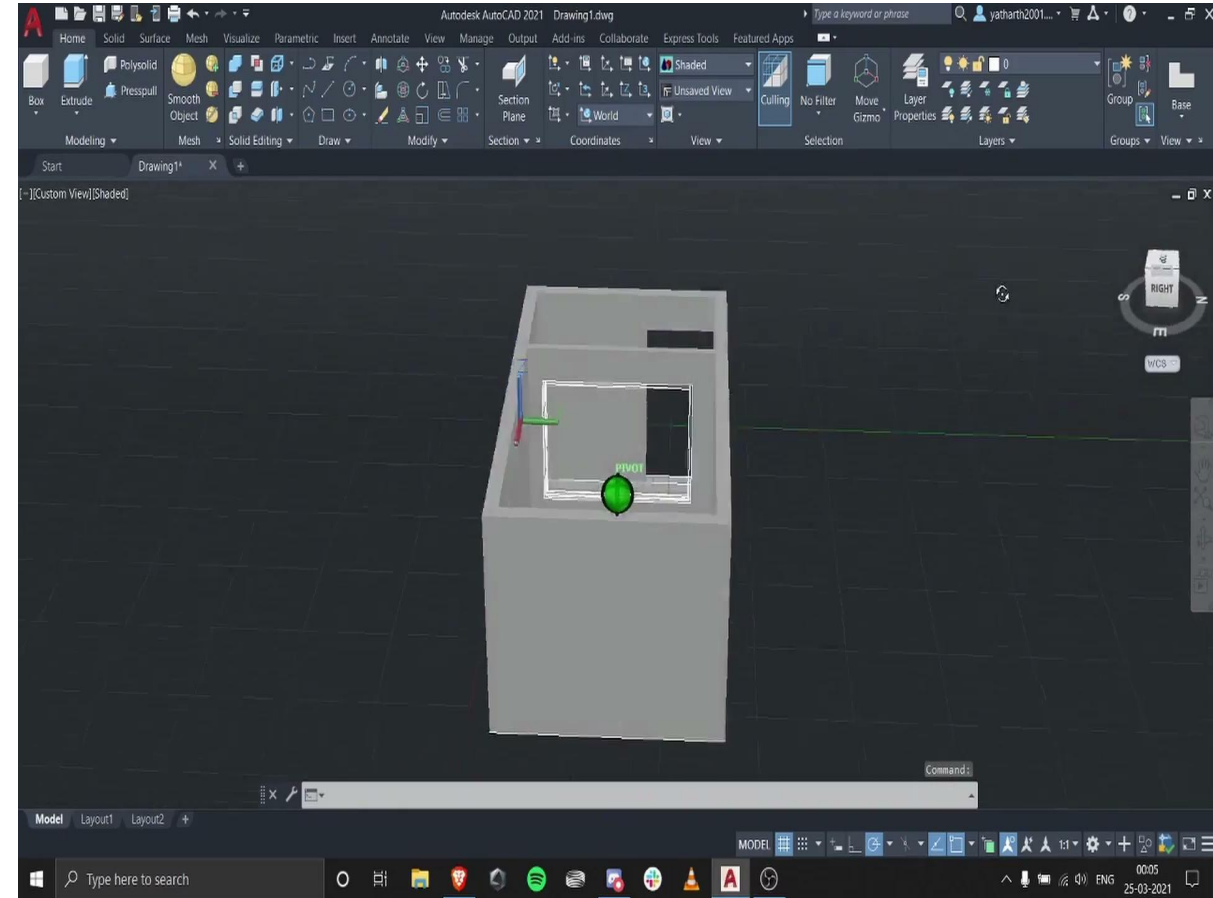 Autodesk AutoCAD 2021 Drawing1.dwg
Type a keyword or phrase
yatharth2001....
Home Solid Surface Mesh Visualize Parametric Insert Annotate View Manage Output Add-ins Collaborate Express Tools Featured Apps
Polysolid
Presspull
Box
Extrude
Smooth
Object
Section
Plane
World
Shaded
Unsaved View
Culling
No Filter
Move
Gizmo
Layer
Properties
0
Group
Base
Modeling Mesh Solid Editing Draw Modify Section Coordinates View Selection Layers Groups View
Start Drawing1* X +
[-][Custom View][Shaded]
RIGHT
S
N
E
WCS
Z
PIVOT
Command:
Model Layout1 Layout2 +
MODEL
1:1
Type here to search
ENG
00:05
25-03-2021